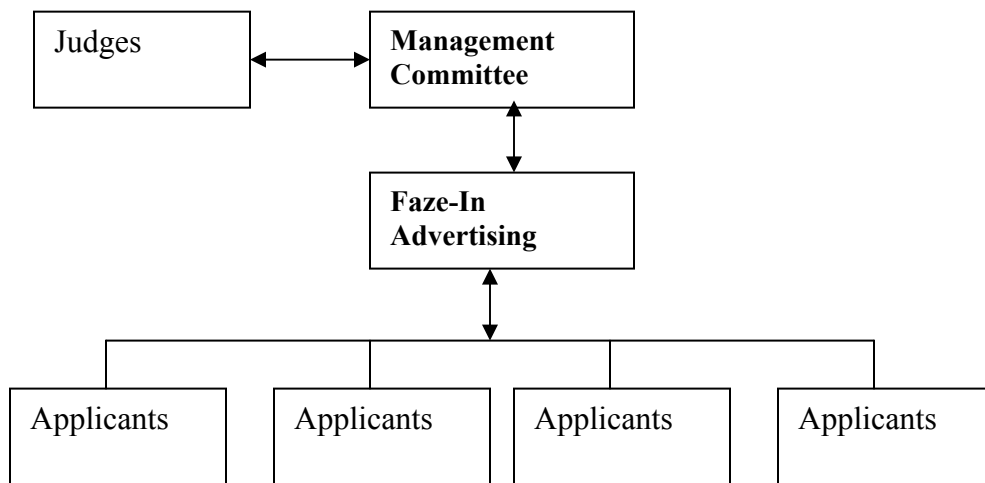 Judges
Management
Committee
Faze-In
Advertising
Applicants
Applicants
Applicants
Applicants